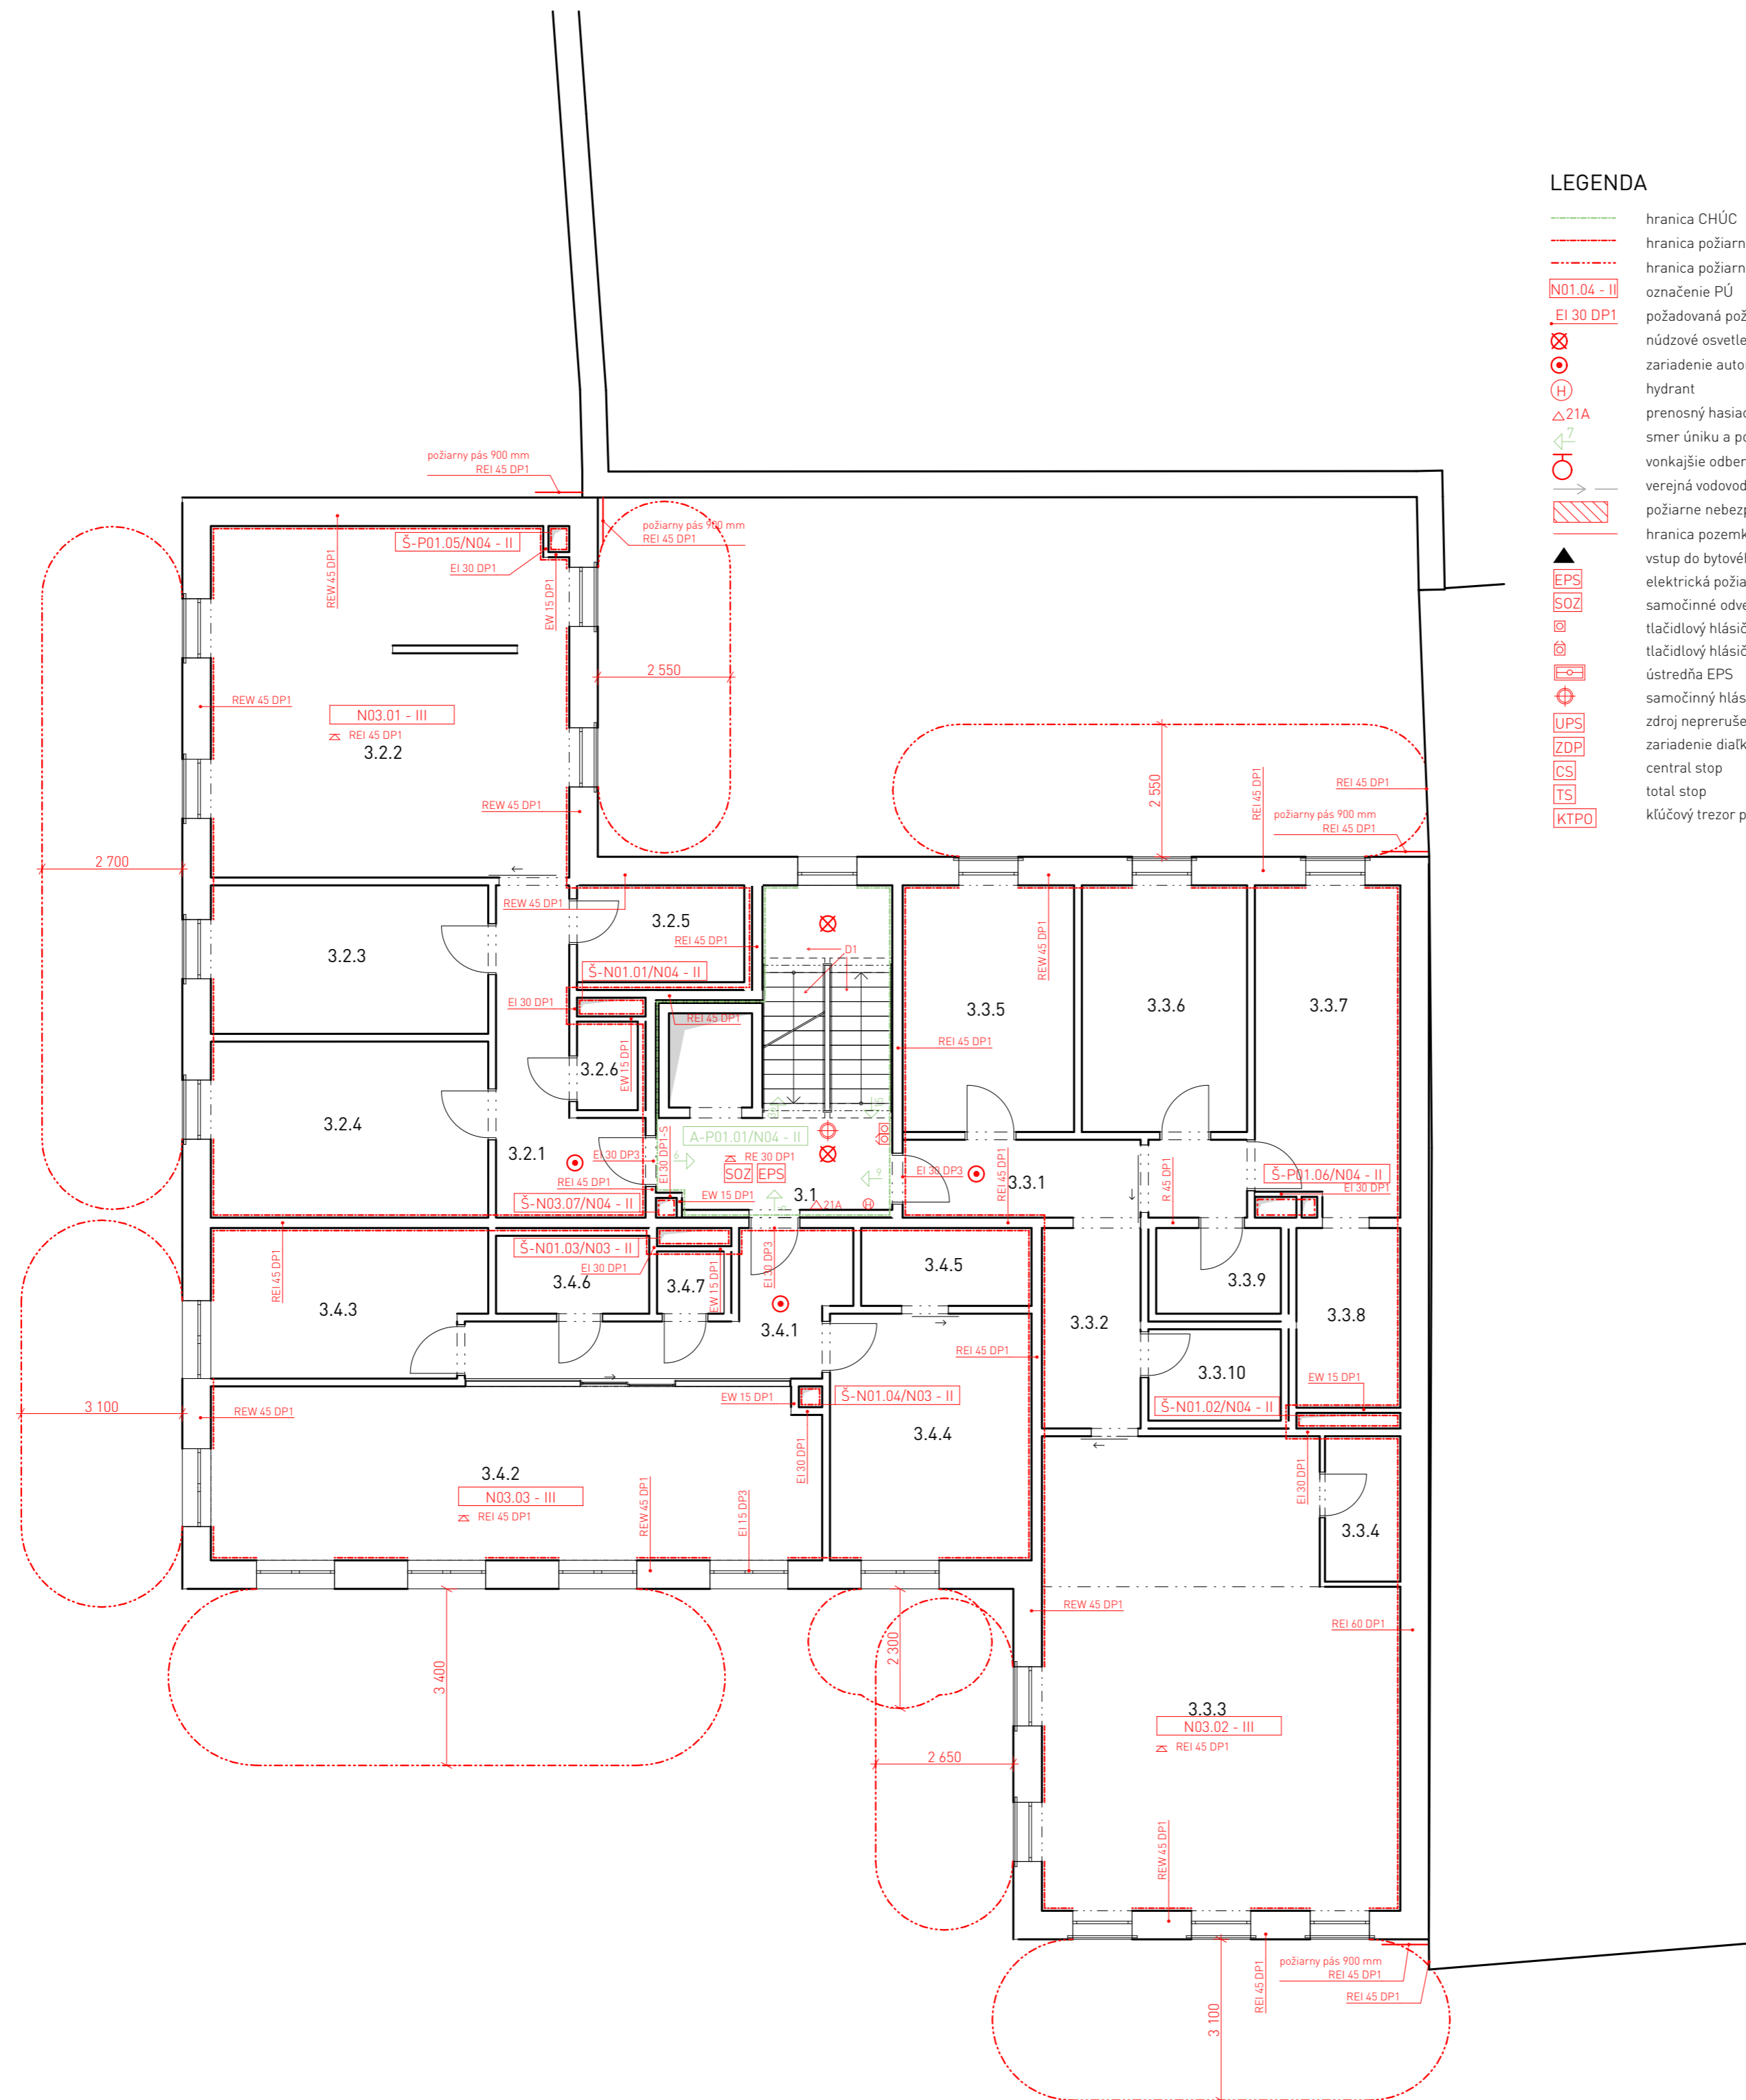 LEGENDA
hranica CHÚC
hranica požiarn
hranica požiarn
N01.04 - II
označenie PÚ
EI 30 DP1
požadovaná pož
núdzové osvetle
zariadenie auto
H
hydrant
21A
prenosný hasia
7
smer úniku a po
vonkajšie odber
verejná vodovod
požiarne nebezp
hranica pozemk
vstup do bytové
EPS
elektrická požia
SOZ
samočinné odve
tlačidlový hlásič
tlačidlový hlásič
ústredňa EPS
samočinný hlás
UPS
zdroj neprerušе
ZDP
zariadenie diaľk
CS
central stop
TS
total stop
KTPO
kľúčový trezor p
požiarny pás 900 mm
REI 45 DP1
požiarny pás 900 mm
REI 45 DP1
Š-P01.05/N04 - II
EI 30 DP1
REW 45 DP1
EW 15 DP1
2 550
REW 45 DP1
N03.01 - III
REI 45 DP1
3.2.2
REW 45 DP1
2 550
REI 45 DP1
REI 45 DP1
požiarny pás 900 mm
REI 45 DP1
2 700
REW 45 DP1
3.2.5
REI 45 DP1
D1
REW 45 DP1
3.2.3
Š-N01.01/N04 - II
EI 30 DP1
REI 45 DP1
3.3.5
3.3.6
3.3.7
REI 45 DP1
EW 15 DP1
3.2.6
3.2.4
A-P01.01/N04 - II
3.2.1
EI 30 DP3
EI 30 DP1-S
6
RE 30 DP1
SOZ
EPS
9
EI 30 DP3
REI 45 DP1
3.3.1
REI 45 DP1
R 45 DP1
Š-P01.06/N04 - II
EI 30 DP1
Š-N03.07/N04 - II
EW 15 DP1
3.1
21A
H
Š-N01.03/N03 - II
EI 30 DP1
3.4.6
3.4.7
EW 15 DP1
EI 30 DP3
3.4.5
REI 45 DP1
3.4.3
3.4.1
3.3.9
3.3.2
3.3.8
REI 45 DP1
3.3.10
EW 15 DP1
EW 15 DP1
Š-N01.04/N03 - II
Š-N01.02/N04 - II
3 100
REW 45 DP1
3.4.4
EI 30 DP1
EI 30 DP1
3.4.2
N03.03 - III
REI 45 DP1
REW 45 DP1
EI 15 DP3
3.3.4
REW 45 DP1
REI 60 DP1
2 300
3 400
3.3.3
N03.02 - III
REI 45 DP1
2 650
REW 45 DP1
požiarny pás 900 mm
REI 45 DP1
REI 45 DP1
REI 45 DP1
3 100